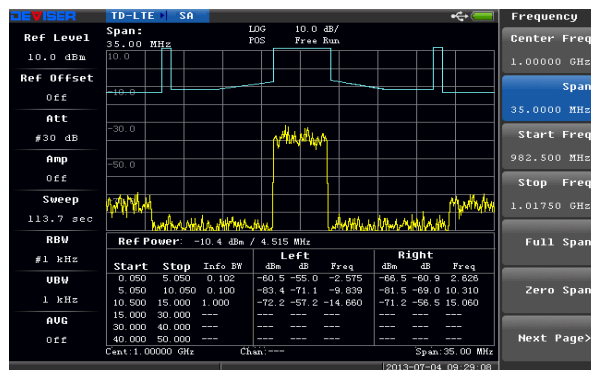 DEVISER TD-LTE SA Frequency
Ref Level
10.0 dBm
Ref Offset
Off
Att
#30 dB
Amp
Off
Sweep
113.7 sec
RBW
#1 kHz
VBW
1 kHz
AVG
Off
Span:
35.00 MHz
LOG 10.0 dB/
POS Free Run
10.0
-10.0
-30.0
-50.0
Ref Power: -10.4 dBm / 4.515 MHz
Left Right
Start Stop Info BW dBm dB Freq dBm dB Freq
0.050 5.050 0.102 -60.5 -55.0 -2.575 -66.5 -60.9 2.626
5.050 10.050 0.100 -83.4 -71.1 -9.839 -81.5 -69.0 10.310
10.500 15.000 1.000 -72.2 -57.2 -14.660 -71.2 -56.5 15.060
15.000 30.000 --- --- --- --- --- --- ---
30.000 40.000 --- --- --- --- --- --- ---
40.000 50.000 --- --- --- --- --- --- ---
Cent:1.00000 GHz Chan:--- Span:35.00 MHz
2013-07-04 09:29:08
Center Freq
1.00000 GHz
Span
35.0000 MHz
Start Freq
982.500 MHz
Stop Freq
1.01750 GHz
Full Span
Zero Span
Next Page>